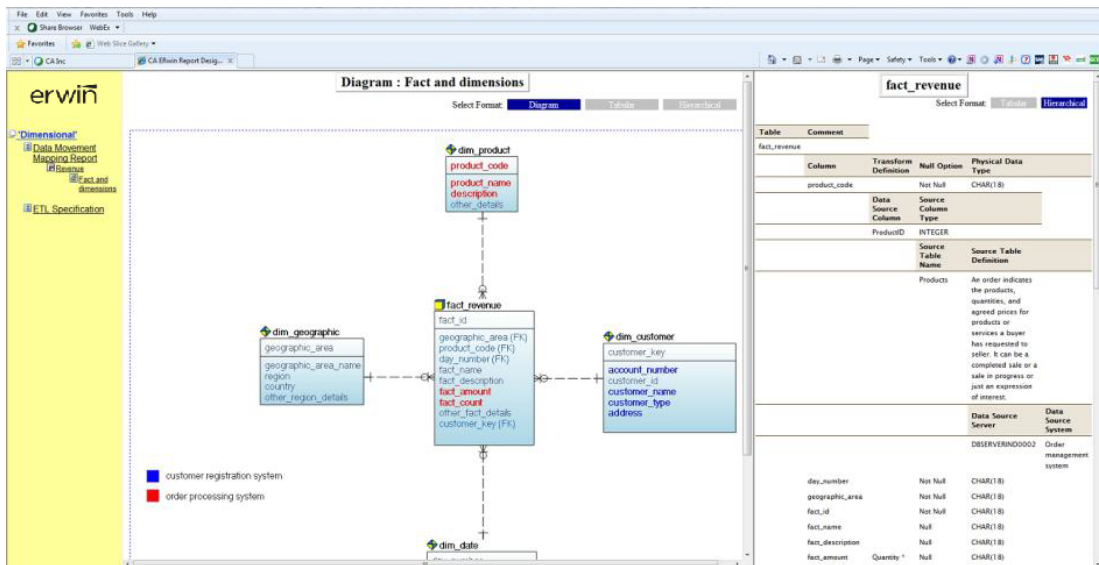 File Edit View Favorites Tools Help
x Share Browser WebEx
Favorites Web Slice Gallery
CA Inc CA ERwin Report Desig... x Page Safety Tools
erwin
'Dimensional'
Data Movement
Mapping Report
Revenue
Fact and
dimensions
ETL Specification
Diagram : Fact and dimensions
Select Format: Diagram Tabular Hierarchical
dim_product
product_code
product_name
description
other_details
fact_revenue
fact_id
geographic_area (FK)
product_code (FK)
day_number (FK)
fact_name
fact_description
fact_amount
fact_count
other_fact_details
customer_key (FK)
dim_geographic
geographic_area
geographic_area_name
region
country
other_region_details
dim_customer
customer_key
account_number
customer_id
customer_name
customer_type
address
customer registration system
order processing system
dim_date
fact_revenue
Select Format: Tabular Hierarchical
Table Comment
fact_revenue
Column Transform Definition Null Option Physical Data Type
product_code Not Null CHAR(18)
Data Source Column Source Column Type
ProductID INTEGER
Source Table Name Source Table Definition
Products An order indicates
the products,
quantities, and
agreed prices for
products or
services a buyer
has requested to
seller. It can be a
completed sale or a
sale in progress or
just an expression
of interest.
Data Source Server Data Source System
DBSERVERIND0002 Order management system
day_number Not Null CHAR(18)
geographic_area Not Null CHAR(18)
fact_id Not Null CHAR(18)
fact_name Null CHAR(18)
fact_description Null CHAR(18)
fact_amount Quantity * Null CHAR(18)